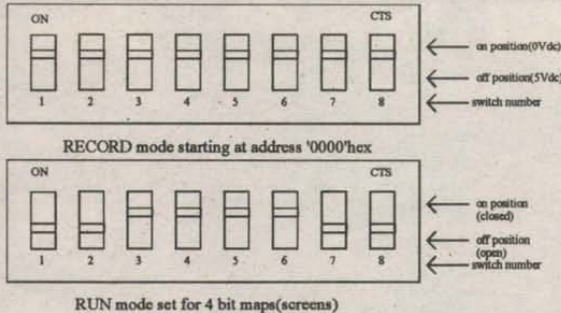 ON CTS
on position(0Vdc)
off position(5Vdc)
1 2 3 4 5 6 7 8 switch number
RECORD mode starting at address '0000'hex
ON CTS
on position
(closed)
off position
(open)
1 2 3 4 5 6 7 8 switch number
RUN mode set for 4 bit maps(screens)